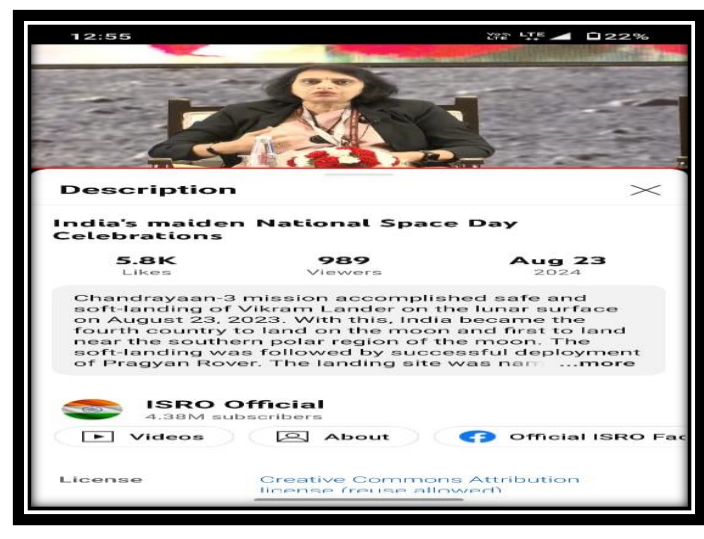 12:55 LTE 22%
Description
India's maiden National Space Day
Celebrations
5.8K 989 Aug 23
Likes Viewers 2024
Chandrayaan-3 mission accomplished safe and
soft-landing of Vikram Lander on the lunar surface
on August 23, 2023. With this, India became the
fourth country to land on the moon and first to land
near the southern polar region of the moon. The
soft-landing was followed by successful deployment
of Pragyan Rover. The landing site was nam ...more
ISRO Official
4.38M subscribers
Videos About Official ISRO Fac
License Creative Commons Attribution
license (reuse allowed)